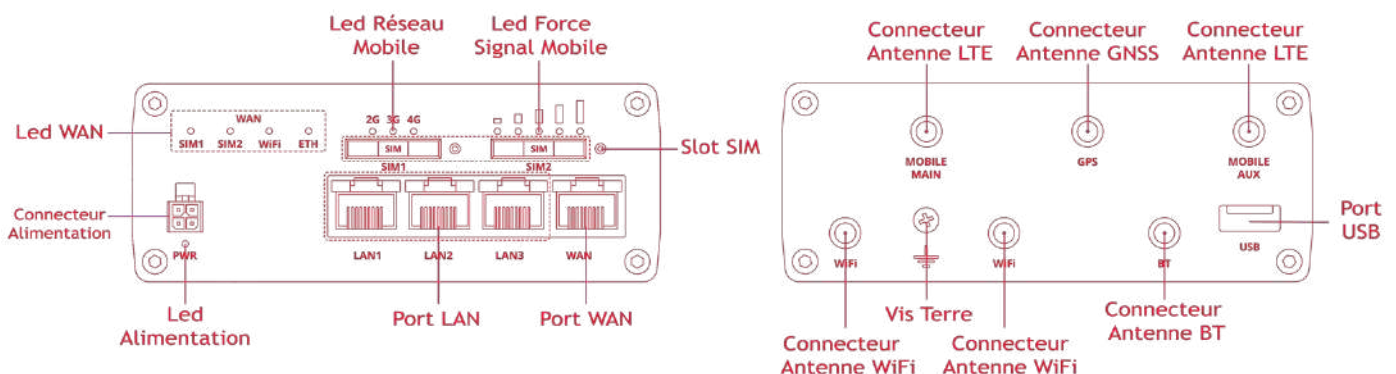 Led Réseau
Mobile
Led Force
Signal Mobile
Led WAN
WAN
SIM1 SIM2 WiFi ETH
2G 3G 4G
SIM
SIM
SIM1
SIM2
Slot SIM
Connecteur
Alimentation
PWR
LAN1 LAN2 LAN3 WAN
Led
Alimentation
Port LAN
Port WAN
Connecteur
Antenne LTE
Connecteur
Antenne GNSS
Connecteur
Antenne LTE
MOBILE
MAIN
GPS
MOBILE
AUX
Port
USB
USB
WiFi
WiFi
BT
Vis Terre
Connecteur
Antenne WiFi
Connecteur
Antenne WiFi
Connecteur
Antenne BT